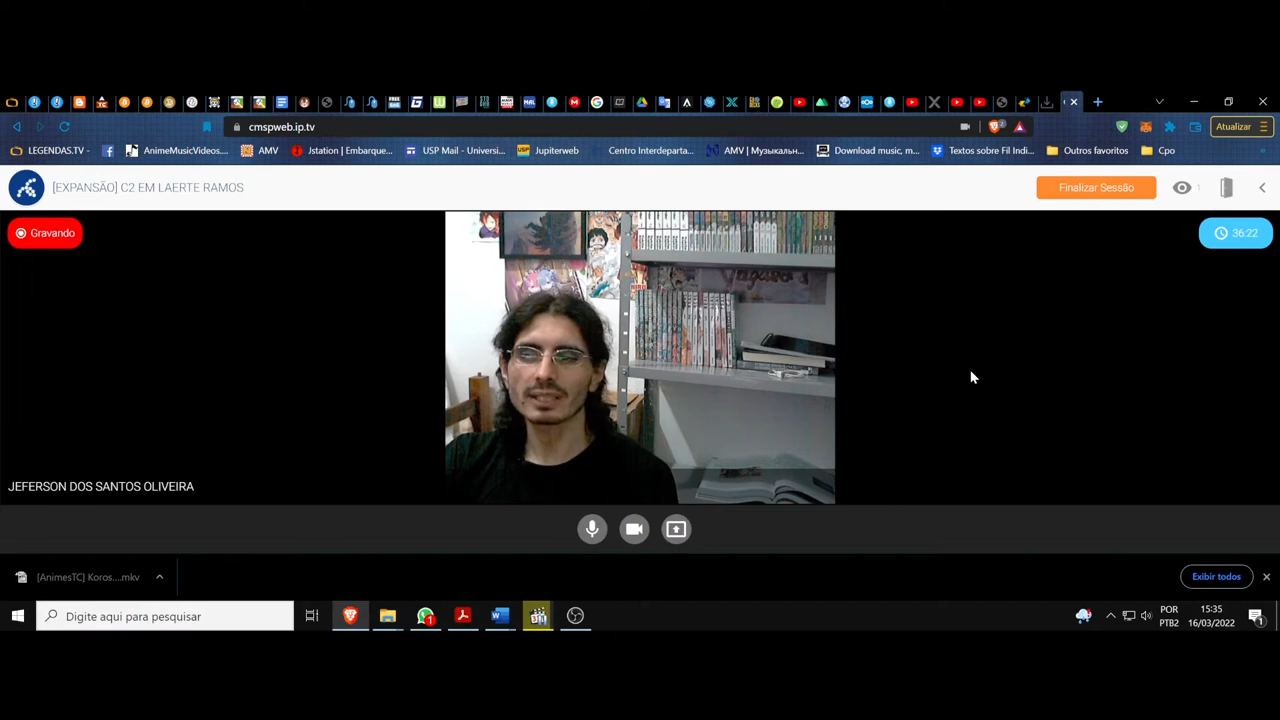 cmspweb.ip.tv
Atualizar
LEGENDAS.TV -
AnimeMusicVideos...
AMV
Jstation | Embarque...
USP Mail - Universi...
Jupiterweb
Centro Interdeparta...
AMV | Музыкальн...
Download music, m...
Textos sobre Fil Indi...
Outros favoritos
Cpo
[EXPANSÃO] C2 EM LAERTE RAMOS
Finalizar Sessão
1
Gravando
36:22
JEFERSON DOS SANTOS OLIVEIRA
[AnimesTC] Koros....mkv
Exibir todos
Digite aqui para pesquisar
1
POR
PTB2
15:35
16/03/2022
1